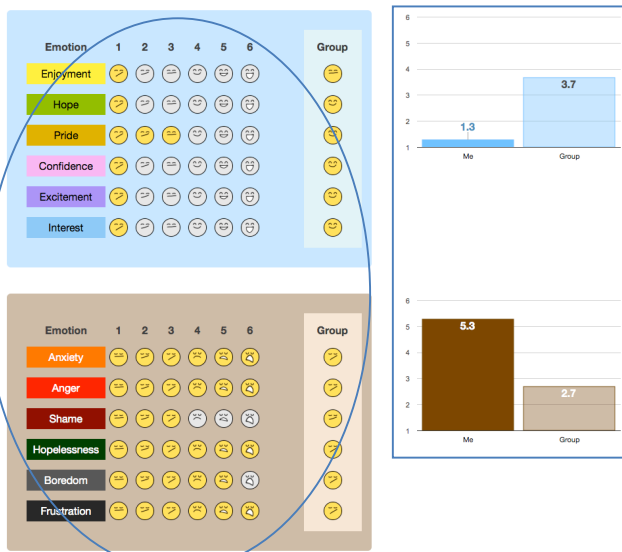 Emotion 1 2 3 4 5 6 Group
Enjoyment
Hope
Pride
Confidence
Excitement
Interest
Emotion 1 2 3 4 5 6 Group
Anxiety
Anger
Shame
Hopelessness
Boredom
Frustration
6
5
4
3
2
1
3.7
1.3
Me Group
6
5
4
3
2
1
5.3
2.7
Me Group